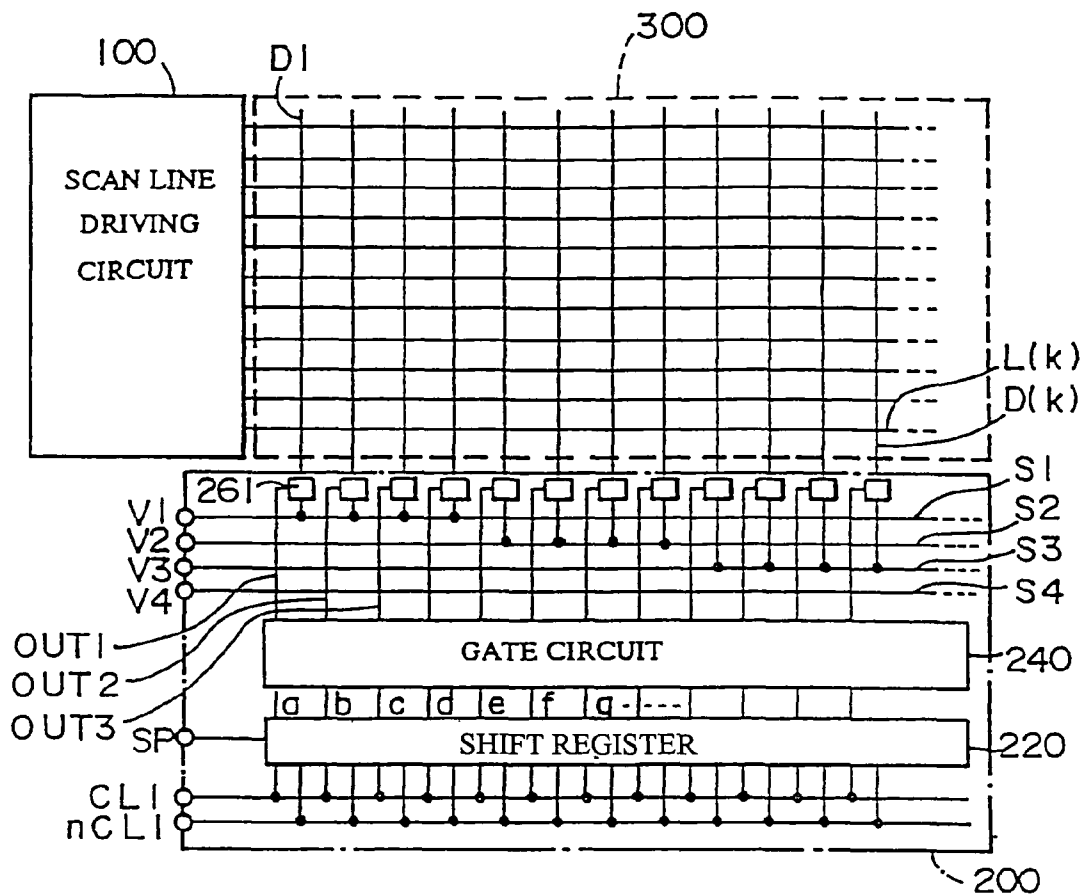 100
D1
300
SCAN LINE
DRIVING
CIRCUIT
L(k)
D(k)
261
S1
V1
S2
V2
S3
V3
S4
V4
OUT1
GATE CIRCUIT
240
OUT2
a b c d e f g -----
OUT3
SP
SHIFT REGISTER
220
CL1
nCL1
200